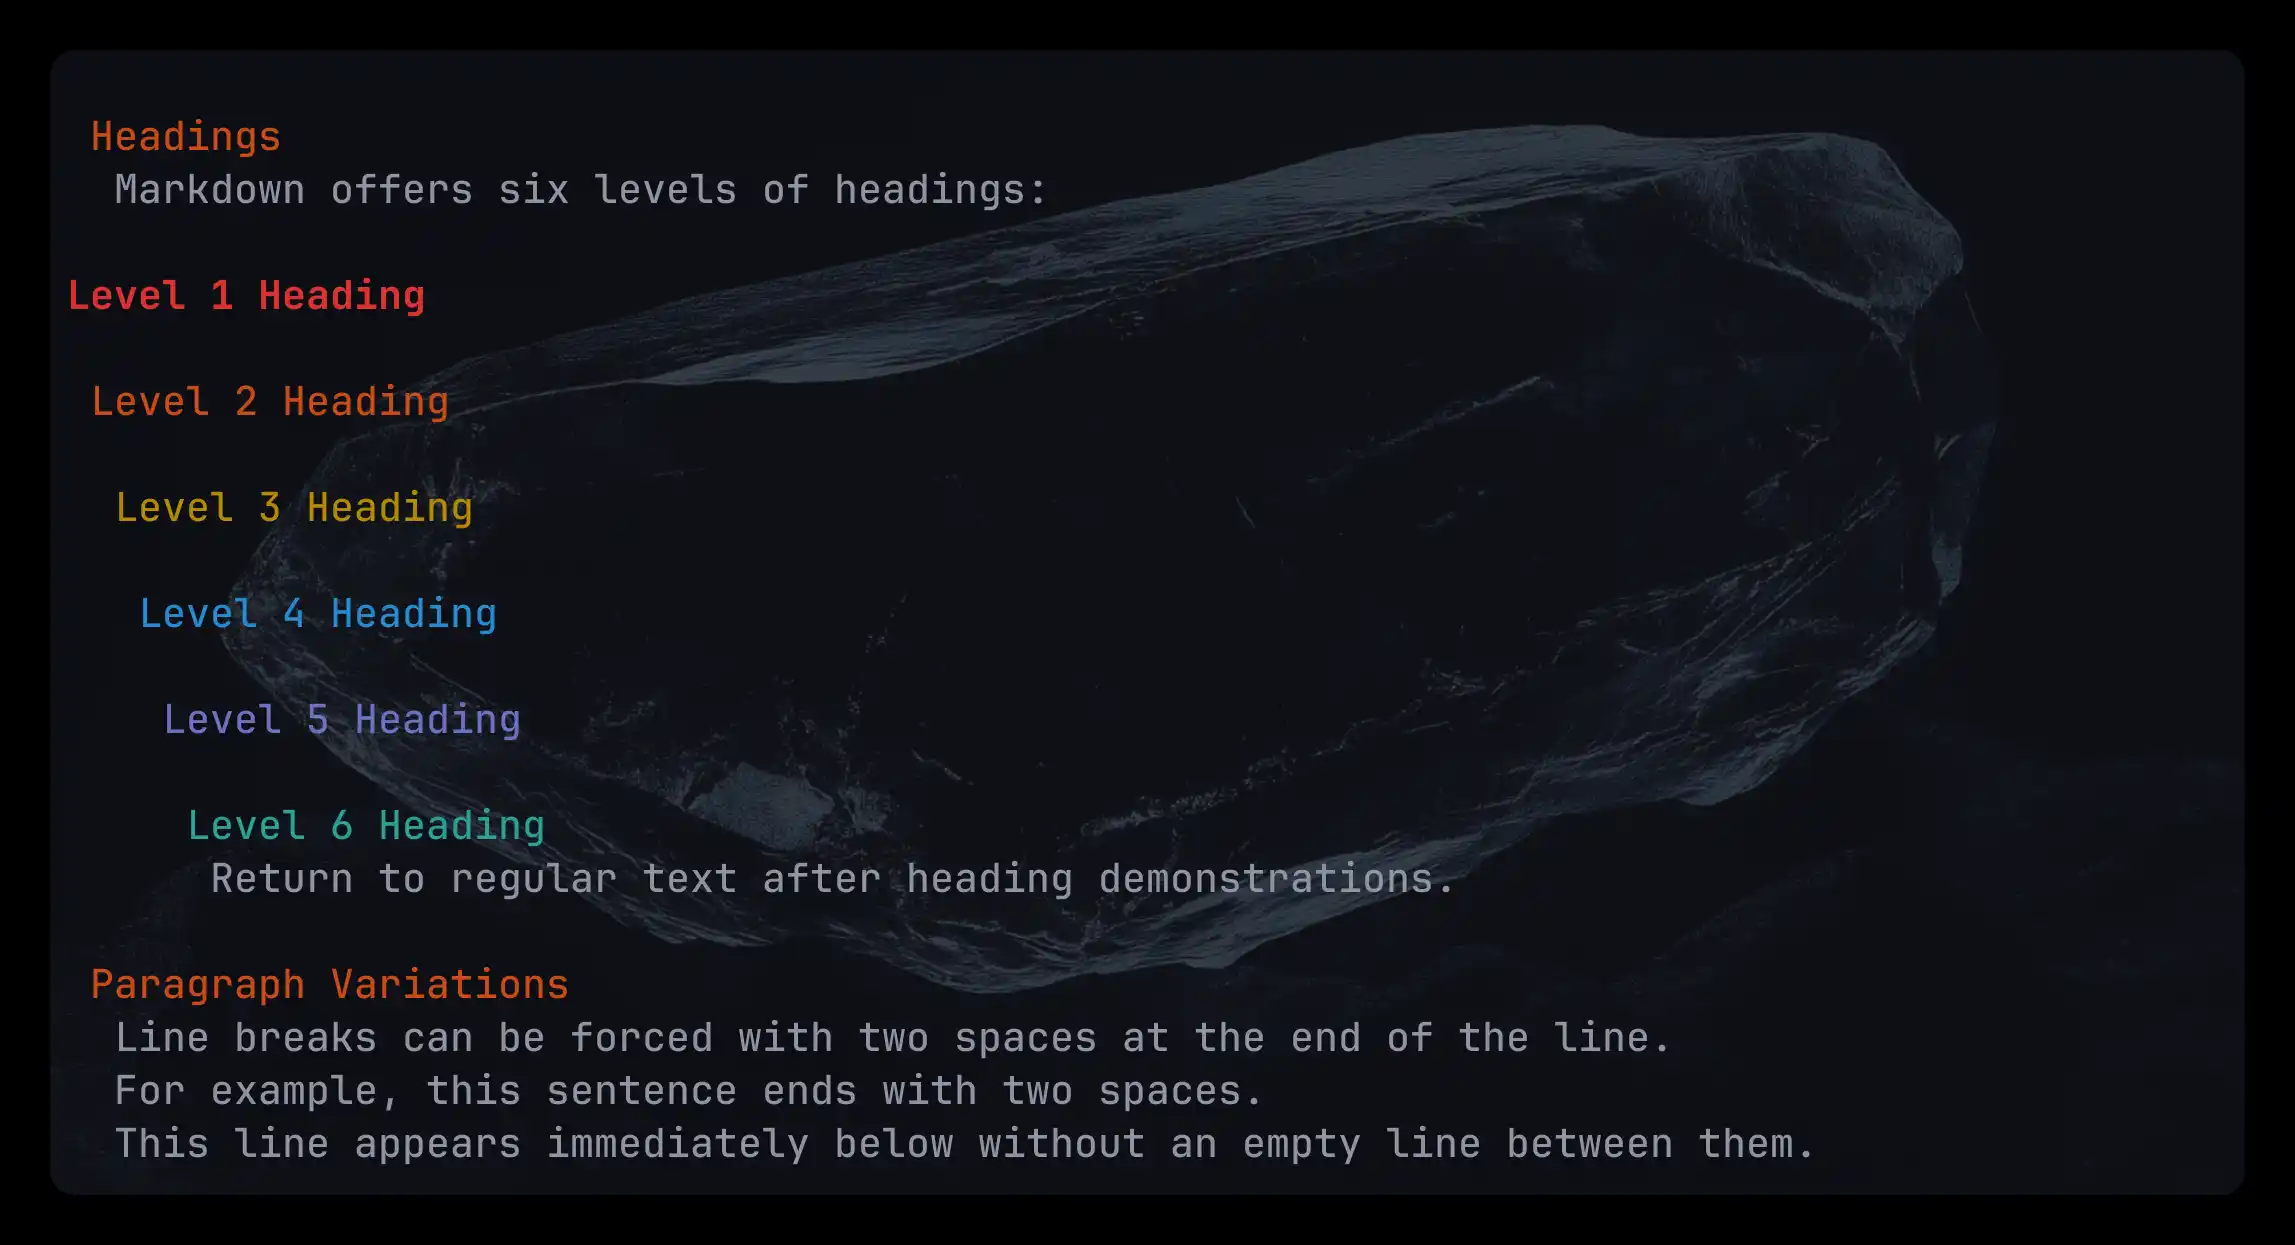 Headings
Markdown offers six levels of headings:
Level 1 Heading
Level 2 Heading
Level 3 Heading
Level 4 Heading
Level 5 Heading
Level 6 Heading
Return to regular text after heading demonstrations.
Paragraph Variations
Line breaks can be forced with two spaces at the end of the line.
For example, this sentence ends with two spaces.
This line appears immediately below without an empty line between them.